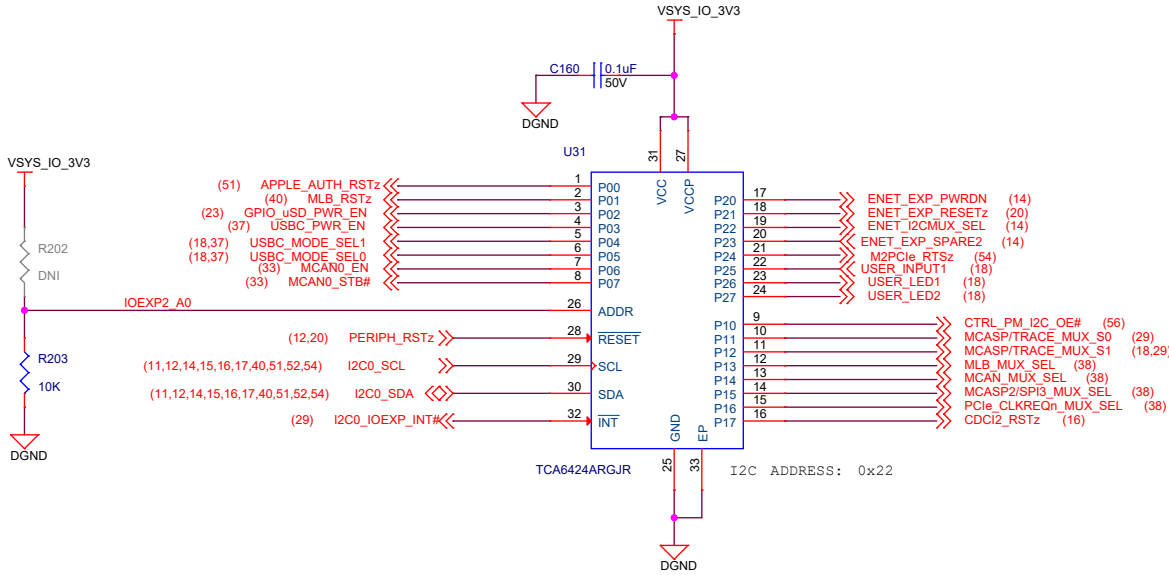 VSYS_IO_3V3
C160 0.1uF
50V
DGND
VSYS_IO_3V3
U31
31 27
VCC VCCP
(51) APPLE_AUTH_RSTz 1 P00
(40) MLB_RSTz 2 P01
(23) GPIO_uSD_PWR_EN 3 P02
(37) USBC_PWR_EN 4 P03
(18,37) USBC_MODE_SEL1 5 P04
(18,37) USBC_MODE_SEL0 6 P05
(33) MCAN0_EN 7 P06
(33) MCAN0_STB# 8 P07
P20 17 ENET_EXP_PWRDN (14)
P21 18 ENET_EXP_RESETz (20)
P22 19 ENET_I2CMUX_SEL (14)
P23 20 ENET_EXP_SPARE2 (14)
P24 21 M2PCIe_RTSz (54)
P25 22 USER_INPUT1 (18)
P26 23 USER_LED1 (18)
P27 24 USER_LED2 (18)
R202
DNI
IOEXP2_A0 26 ADDR
(12,20) PERIPH_RSTz 28 RESET
(11,12,14,15,16,17,40,51,52,54) I2C0_SCL 29 SCL
(11,12,14,15,16,17,40,51,52,54) I2C0_SDA 30 SDA
(29) I2C0_IOEXP_INT# 32 INT
R203
10K
DGND
P10 9 CTRL_PM_I2C_OE# (56)
P11 10 MCASP/TRACE_MUX_S0 (29)
P12 11 MCASP/TRACE_MUX_S1 (18,29)
P13 12 MLB_MUX_SEL (38)
P14 13 MCAN_MUX_SEL (38)
P15 14 MCASP2/SPI3_MUX_SEL (38)
P16 15 PCIe_CLKREQn_MUX_SEL (38)
P17 16 CDCI2_RSTz (16)
GND EP
25 33
TCA6424ARGJR
I2C ADDRESS: 0x22
DGND